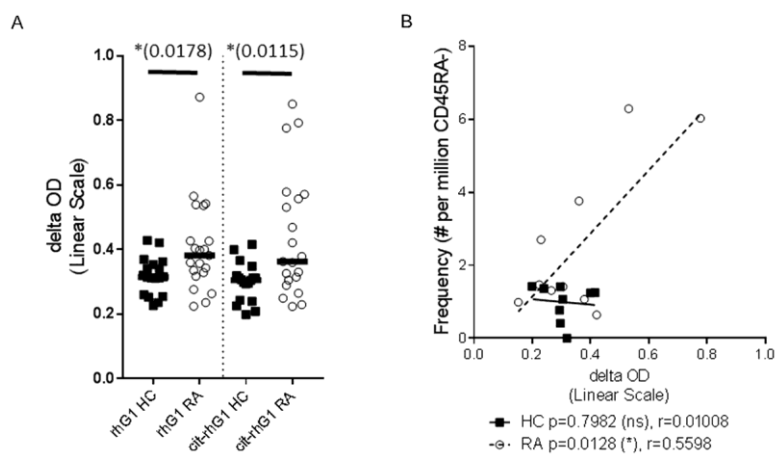 A
*(0.0178) *(0.0115)
1.0
0.8
0.6
0.4
0.2
0.0
delta OD
(Linear Scale)
rhG1 HC
rhG1 RA
cit-rhG1 HC
cit-rhG1 RA
B
8
6
4
2
0
Frequency (# per million CD45RA-)
0.0 0.2 0.4 0.6 0.8 1.0
delta OD
(Linear Scale)
HC p=0.7982 (ns), r=0.01008
RA p=0.0128 (*), r=0.5598